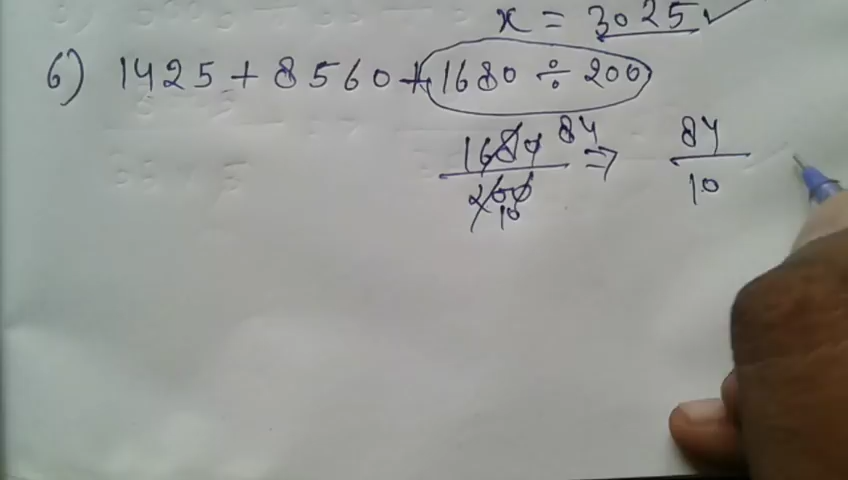 x = 3025 ✓
6) 1425 + 8560 + 1680 ÷ 200
1680 84 ⇒ 84
200 10
10